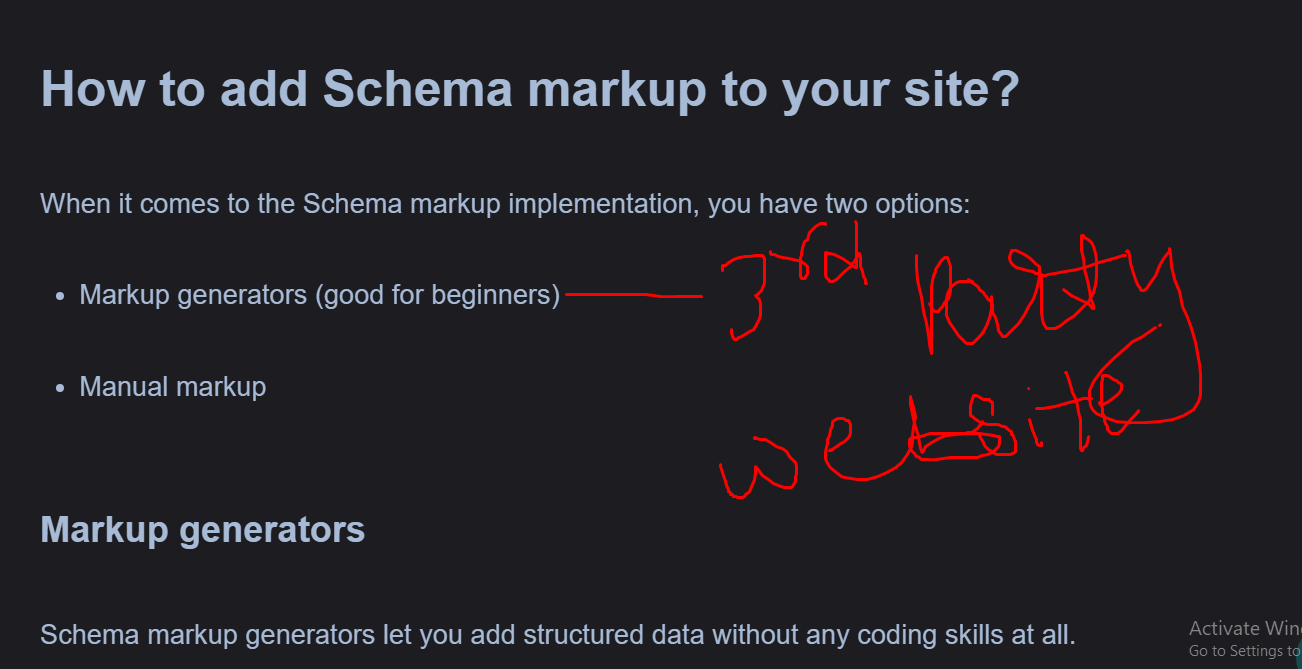 How to add Schema markup to your site?
When it comes to the Schema markup implementation, you have two options:
• Markup generators (good for beginners)
3rd party
website
• Manual markup
Markup generators
Schema markup generators let you add structured data without any coding skills at all.
Activate Win
Go to Settings to